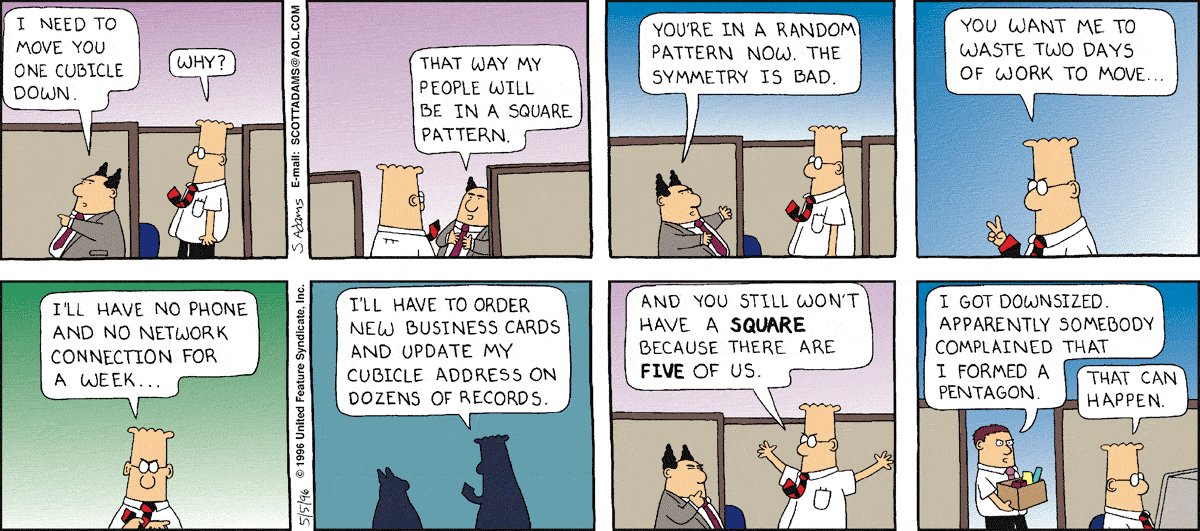 I NEED TO
MOVE YOU
ONE CUBICLE
DOWN.
WHY?
S. Adams E-mail: SCOTTADAMS@AOL.COM
THAT WAY MY
PEOPLE WILL
BE IN A SQUARE
PATTERN.
YOU'RE IN A RANDOM
PATTERN NOW. THE
SYMMETRY IS BAD.
YOU WANT ME TO
WASTE TWO DAYS
OF WORK TO MOVE...
I'LL HAVE NO PHONE
AND NO NETWORK
CONNECTION FOR
A WEEK...
5/5/96 © 1996 United Feature Syndicate, Inc.
I'LL HAVE TO ORDER
NEW BUSINESS CARDS
AND UPDATE MY
CUBICLE ADDRESS ON
DOZENS OF RECORDS.
AND YOU STILL WON'T
HAVE A SQUARE
BECAUSE THERE ARE
FIVE OF US.
I GOT DOWNSIZED.
APPARENTLY SOMEBODY
COMPLAINED THAT
I FORMED A
PENTAGON.
THAT CAN
HAPPEN.